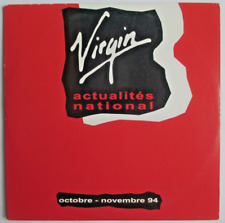 Virgin
actualités
national
octobre - novembre 94